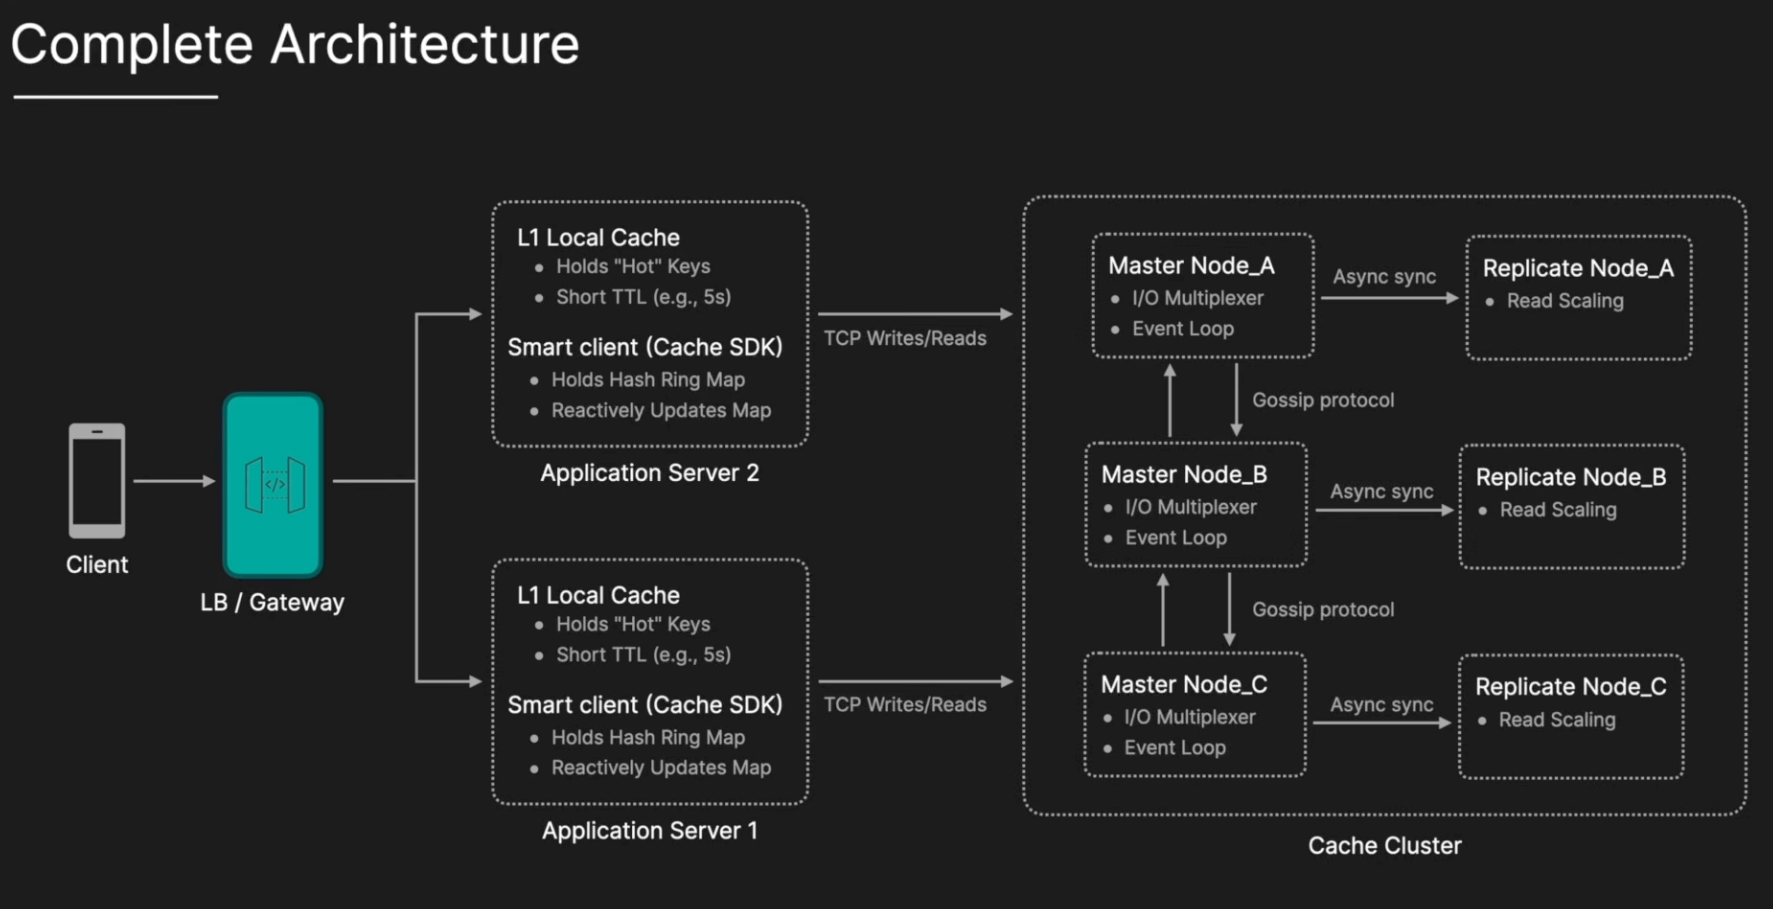 Complete Architecture
Client
</>
LB / Gateway
L1 Local Cache
• Holds "Hot" Keys
• Short TTL (e.g., 5s)
Smart client (Cache SDK)
• Holds Hash Ring Map
• Reactively Updates Map
Application Server 2
TCP Writes/Reads
L1 Local Cache
• Holds "Hot" Keys
• Short TTL (e.g., 5s)
Smart client (Cache SDK)
• Holds Hash Ring Map
• Reactively Updates Map
Application Server 1
TCP Writes/Reads
Master Node_A
• I/O Multiplexer
• Event Loop
Async sync
Replicate Node_A
• Read Scaling
Gossip protocol
Master Node_B
• I/O Multiplexer
• Event Loop
Async sync
Replicate Node_B
• Read Scaling
Gossip protocol
Master Node_C
• I/O Multiplexer
• Event Loop
Async sync
Replicate Node_C
• Read Scaling
Cache Cluster